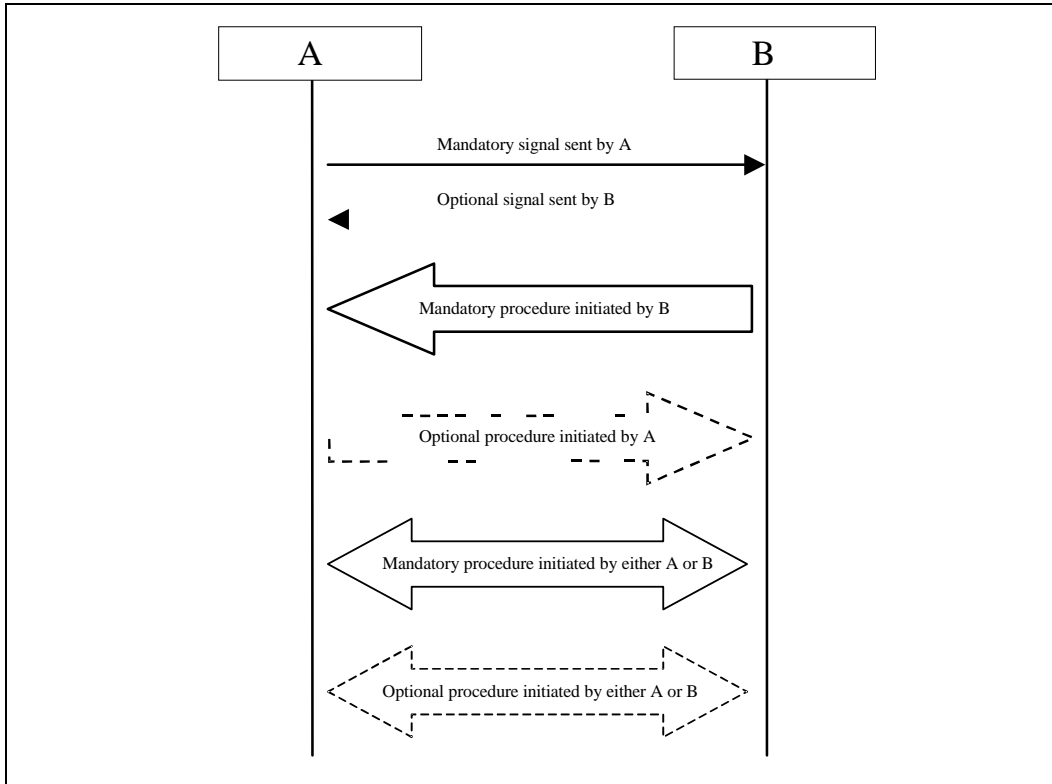 A
B
Mandatory signal sent by A
Optional signal sent by B
Mandatory procedure initiated by B
Optional procedure initiated by A
Mandatory procedure initiated by either A or B
Optional procedure initiated by either A or B